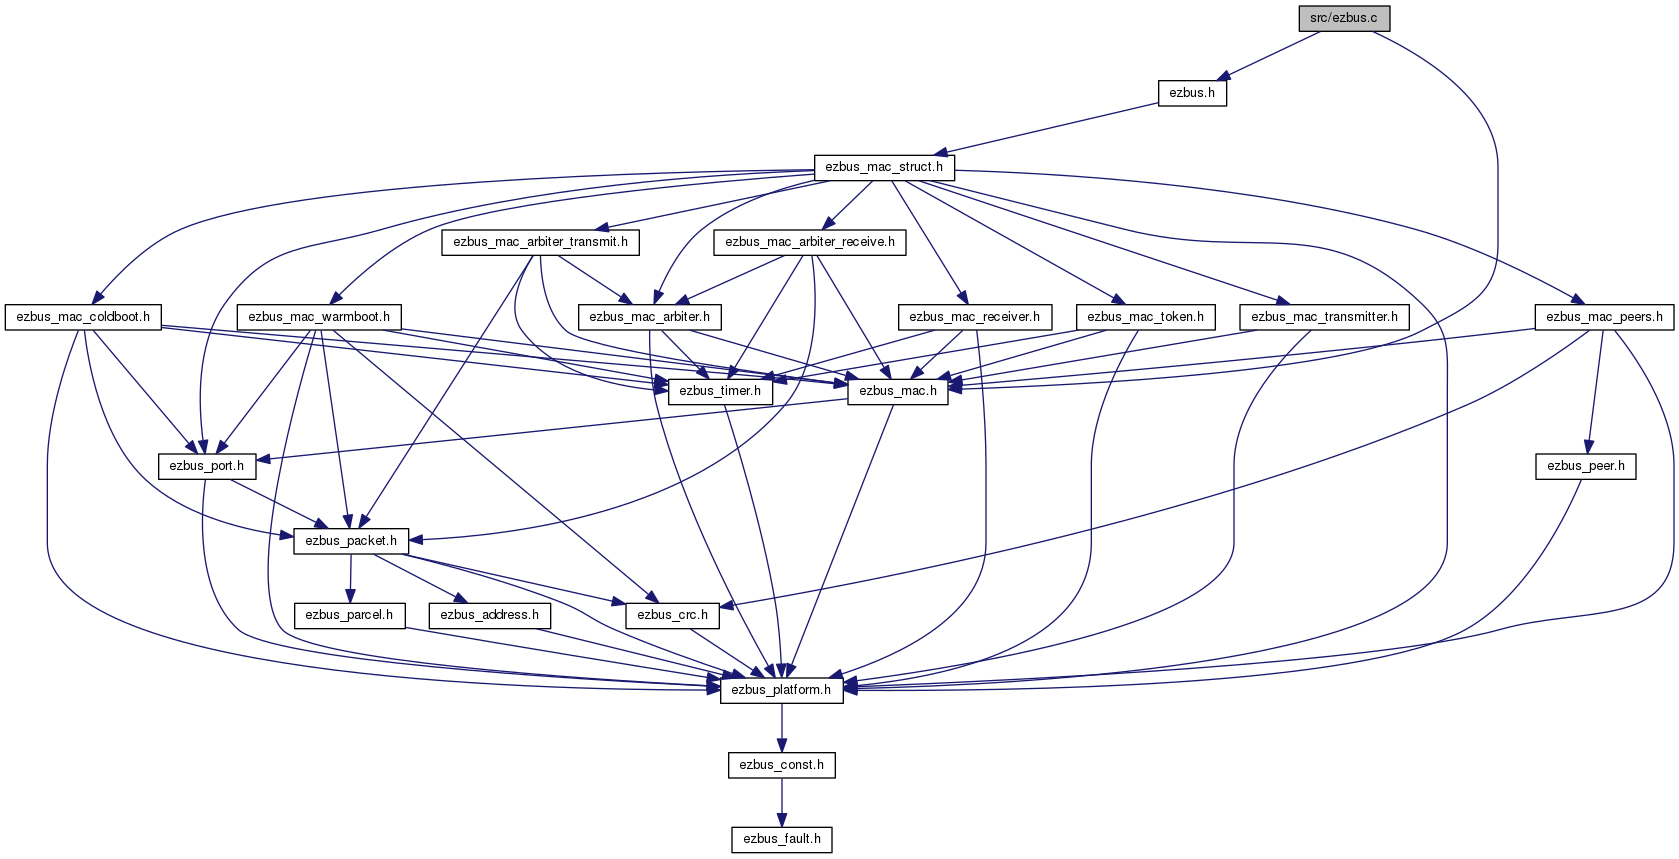 src/ezbus.c
ezbus.h
ezbus_mac_struct.h
ezbus_mac_arbiter_transmit.h
ezbus_mac_arbiter_receive.h
ezbus_mac_coldboot.h
ezbus_mac_warmboot.h
ezbus_mac_arbiter.h
ezbus_mac_receiver.h
ezbus_mac_token.h
ezbus_mac_transmitter.h
ezbus_mac_peers.h
ezbus_timer.h
ezbus_mac.h
ezbus_port.h
ezbus_peer.h
ezbus_packet.h
ezbus_parcel.h
ezbus_address.h
ezbus_crc.h
ezbus_platform.h
ezbus_const.h
ezbus_fault.h